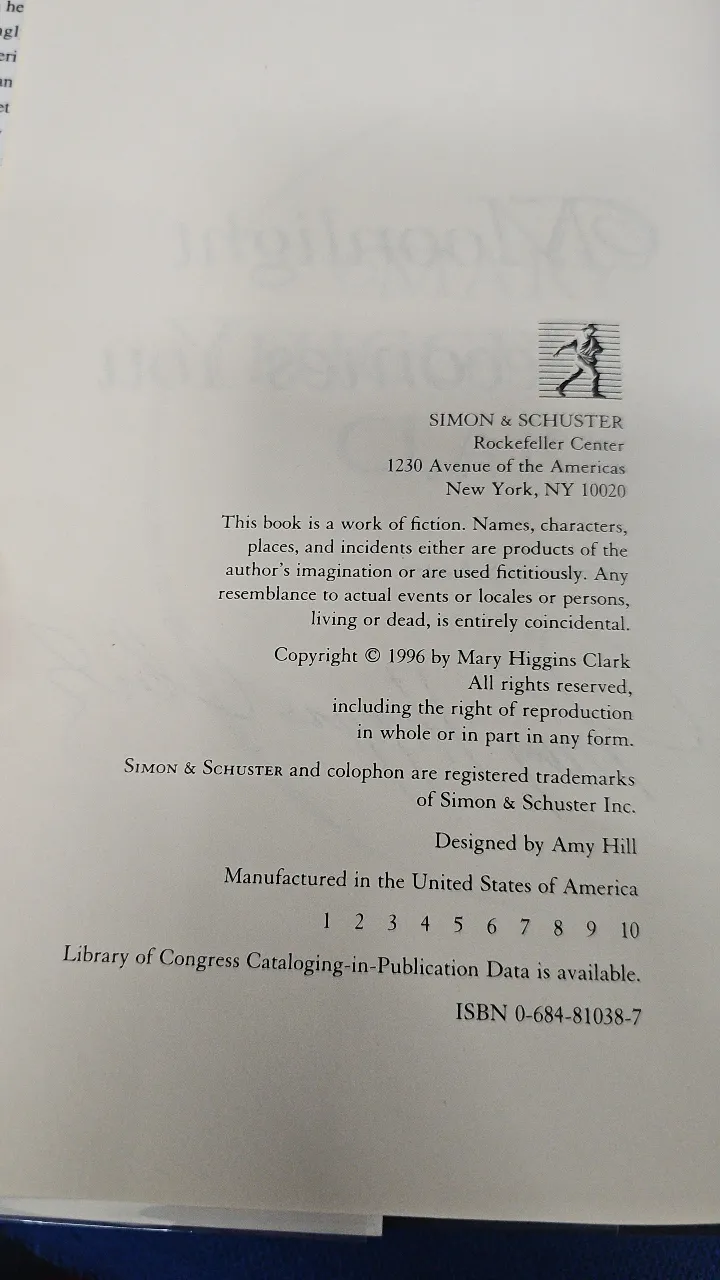 he
SIMON & SCHUSTER
Rockefeller Center
1230 Avenue of the Americas
New York, NY 10020
This book is a work of fiction. Names, characters,
places, and incidents either are products of the
author's imagination or are used fictitiously. Any
resemblance to actual events or locales or persons,
living or dead, is entirely coincidental.
Copyright © 1996 by Mary Higgins Clark
All rights reserved,
including the right of reproduction
in whole or in part in any form.
SIMON & SCHUSTER and colophon are registered trademarks
of Simon & Schuster Inc.
Designed by Amy Hill
Manufactured in the United States of America
1 2 3 4 5 6 7 8 9 10
Library of Congress Cataloging-in-Publication Data is available.
ISBN 0-684-81038-7